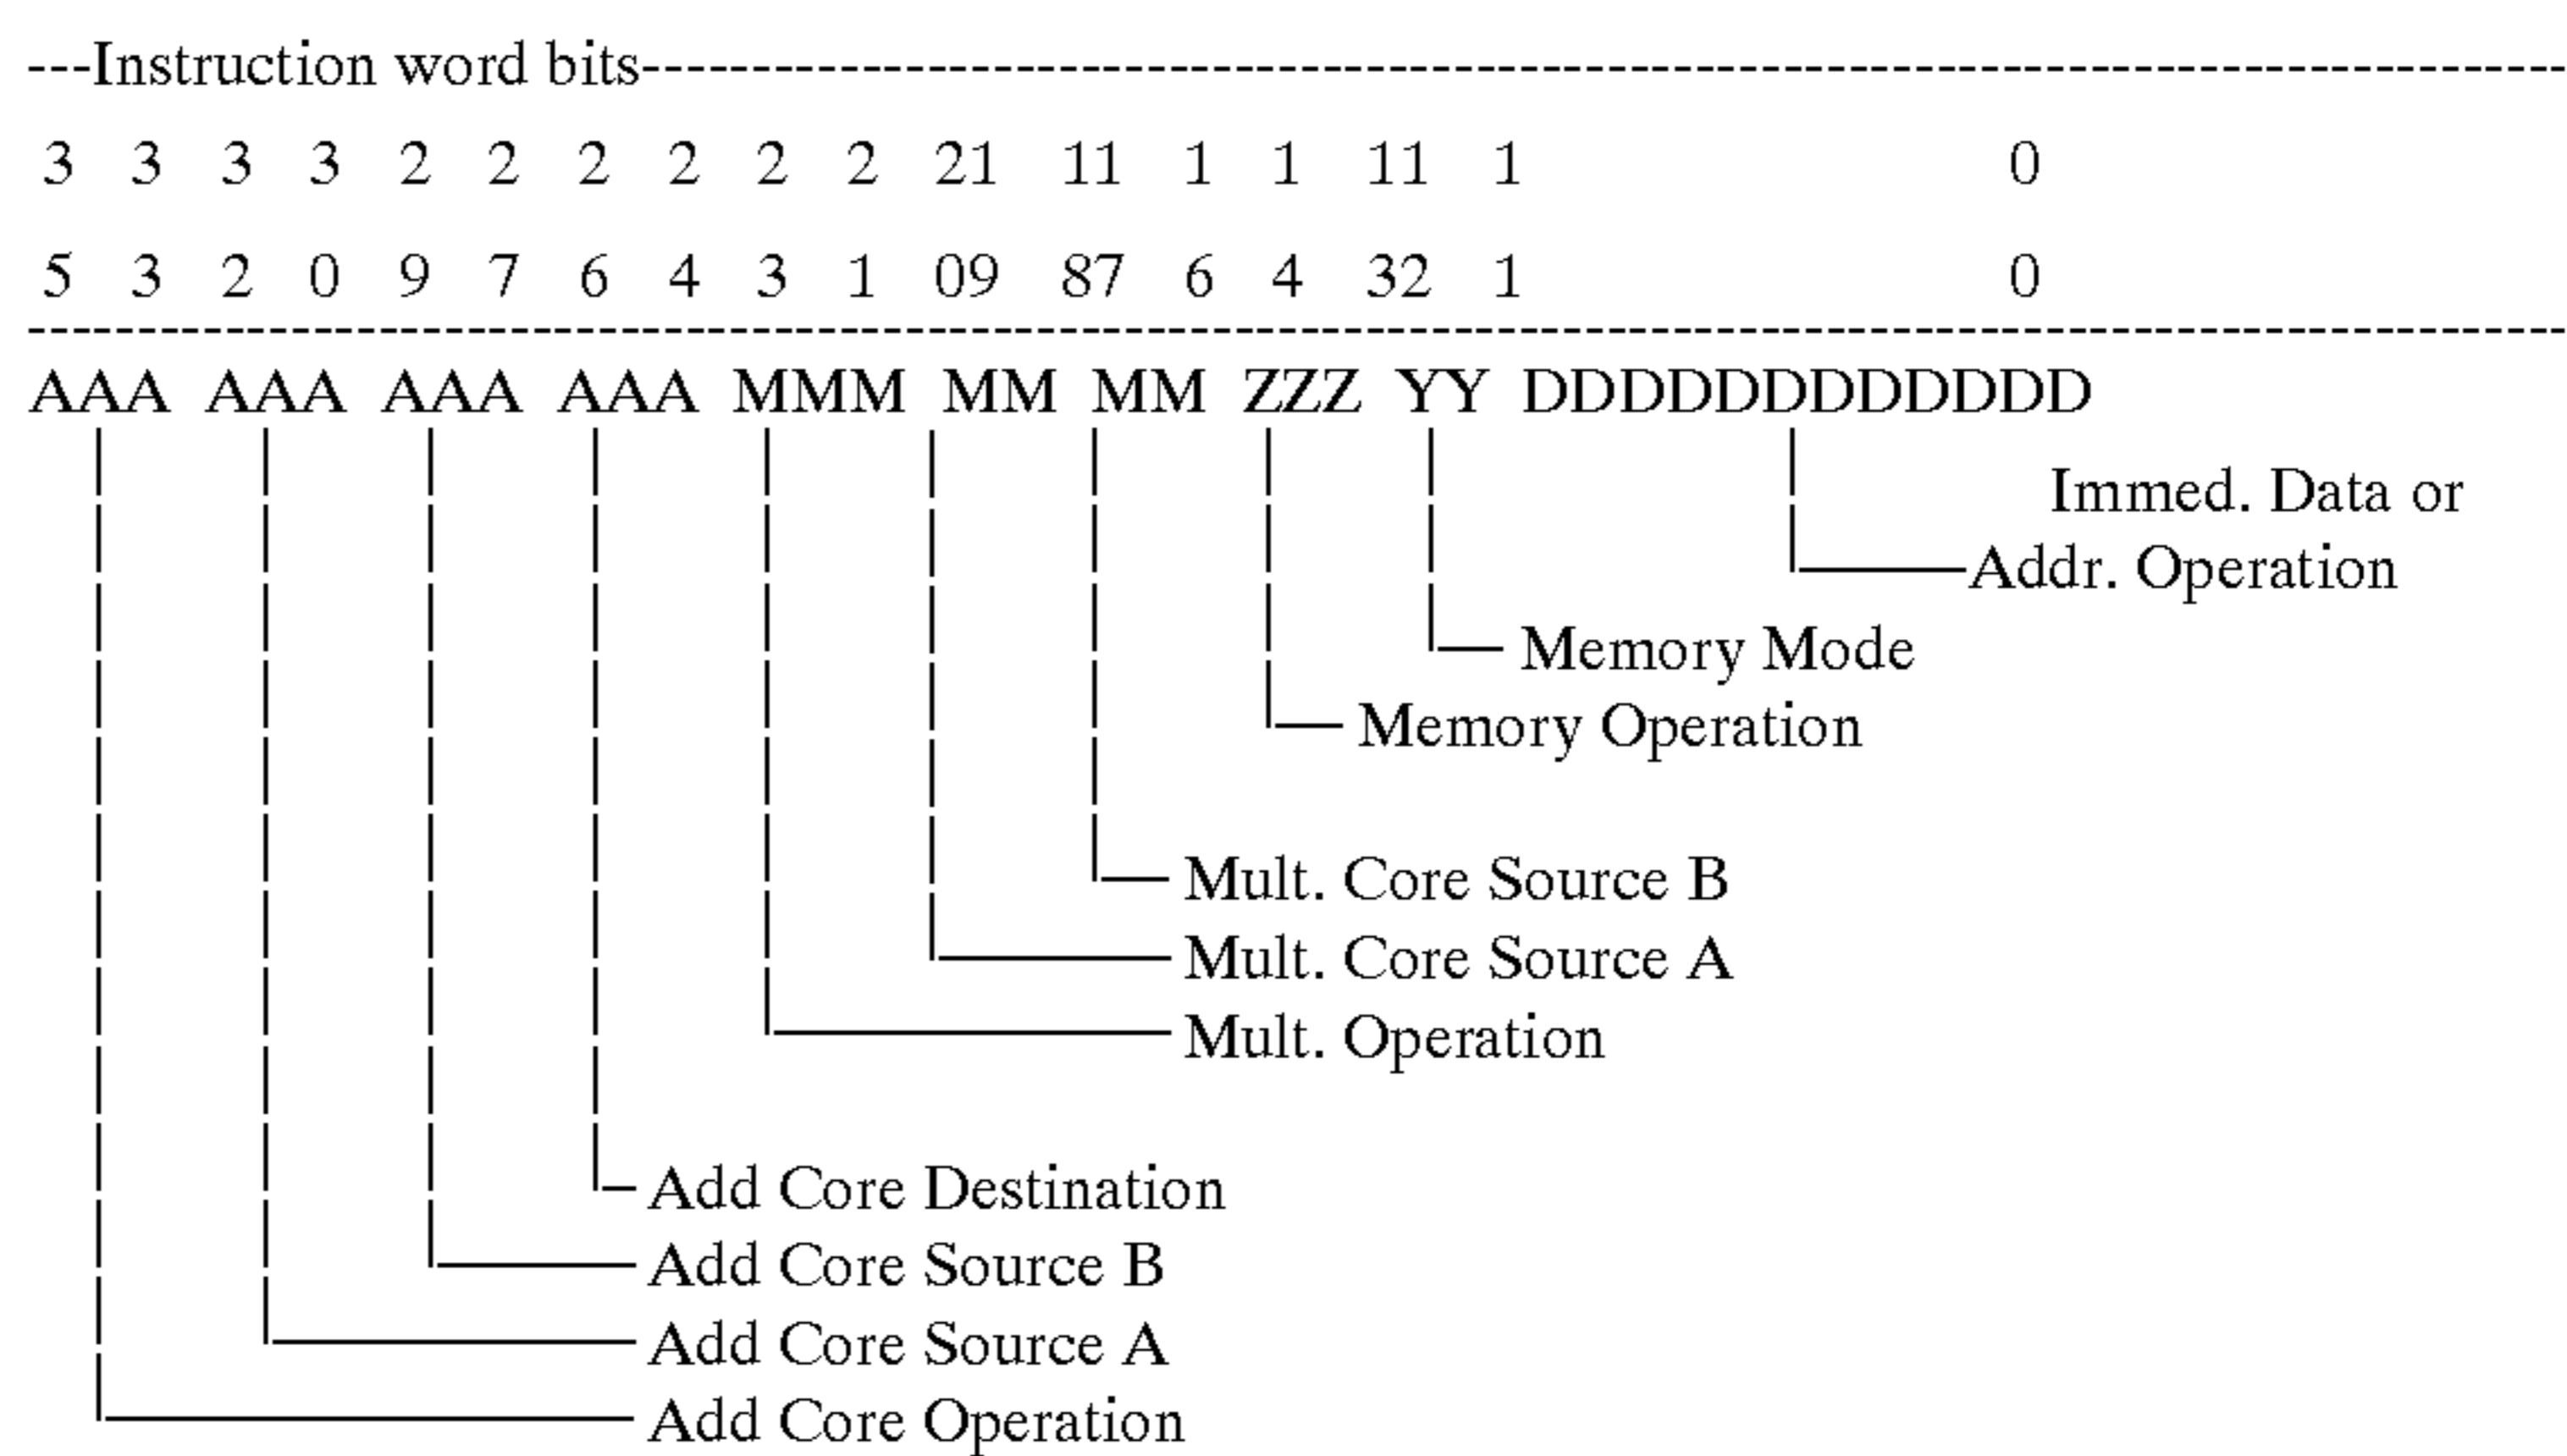 ---Instruction word bits---------------------------------------------------------------------------------------
3 3 3 3 2 2 2 2 2 2 21 11 1 1 11 1 0
5 3 2 0 9 7 6 4 3 1 09 87 6 4 32 1 0
AAA AAA AAA AAA MMM MM MM ZZZ YY DDDDDDDDDDDD
Immed. Data or
Addr. Operation
Memory Mode
Memory Operation
Mult. Core Source B
Mult. Core Source A
Mult. Operation
Add Core Destination
Add Core Source B
Add Core Source A
Add Core Operation